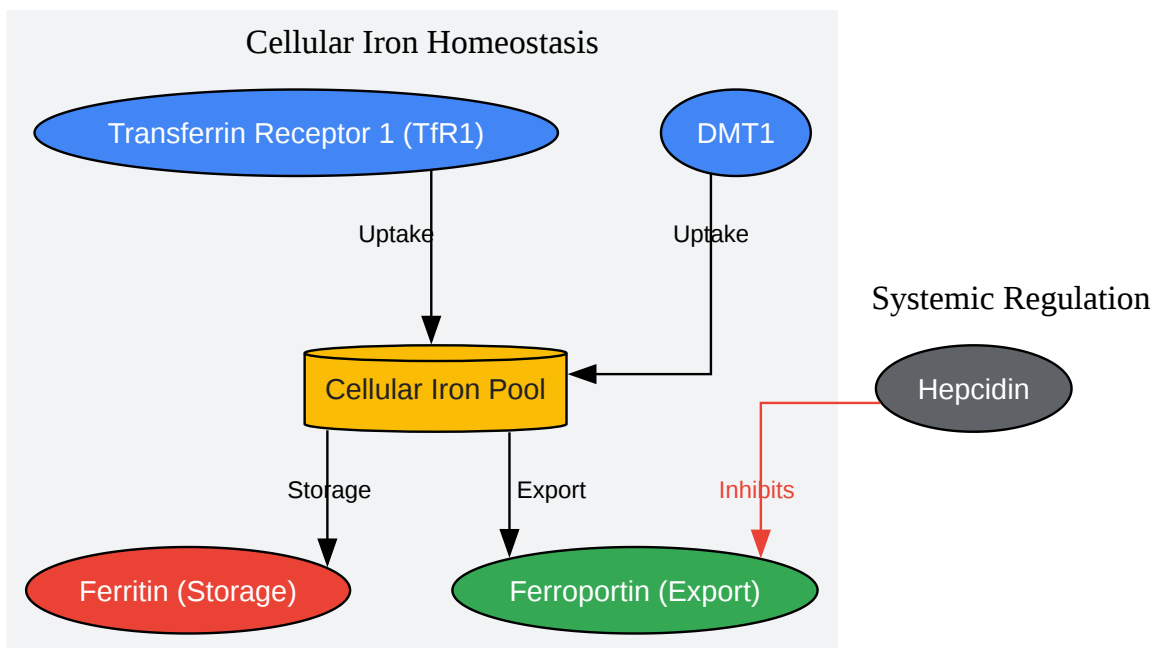 Cellular Iron Homeostasis
Transferrin Receptor 1 (TfR1)
DMT1
Uptake
Uptake
Systemic Regulation
Cellular Iron Pool
Hepcidin
Storage
Export
Inhibits
Ferritin (Storage)
Ferroportin (Export)